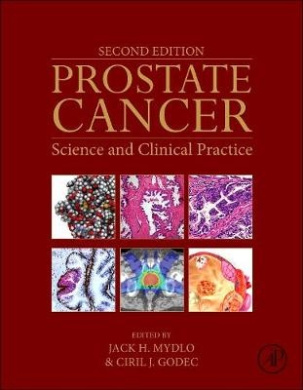 SECOND EDITION
PROSTATE
CANCER
Science and Clinical Practice
EDITED BY
JACK H. MYDLO
& CIRIL J. GODEC